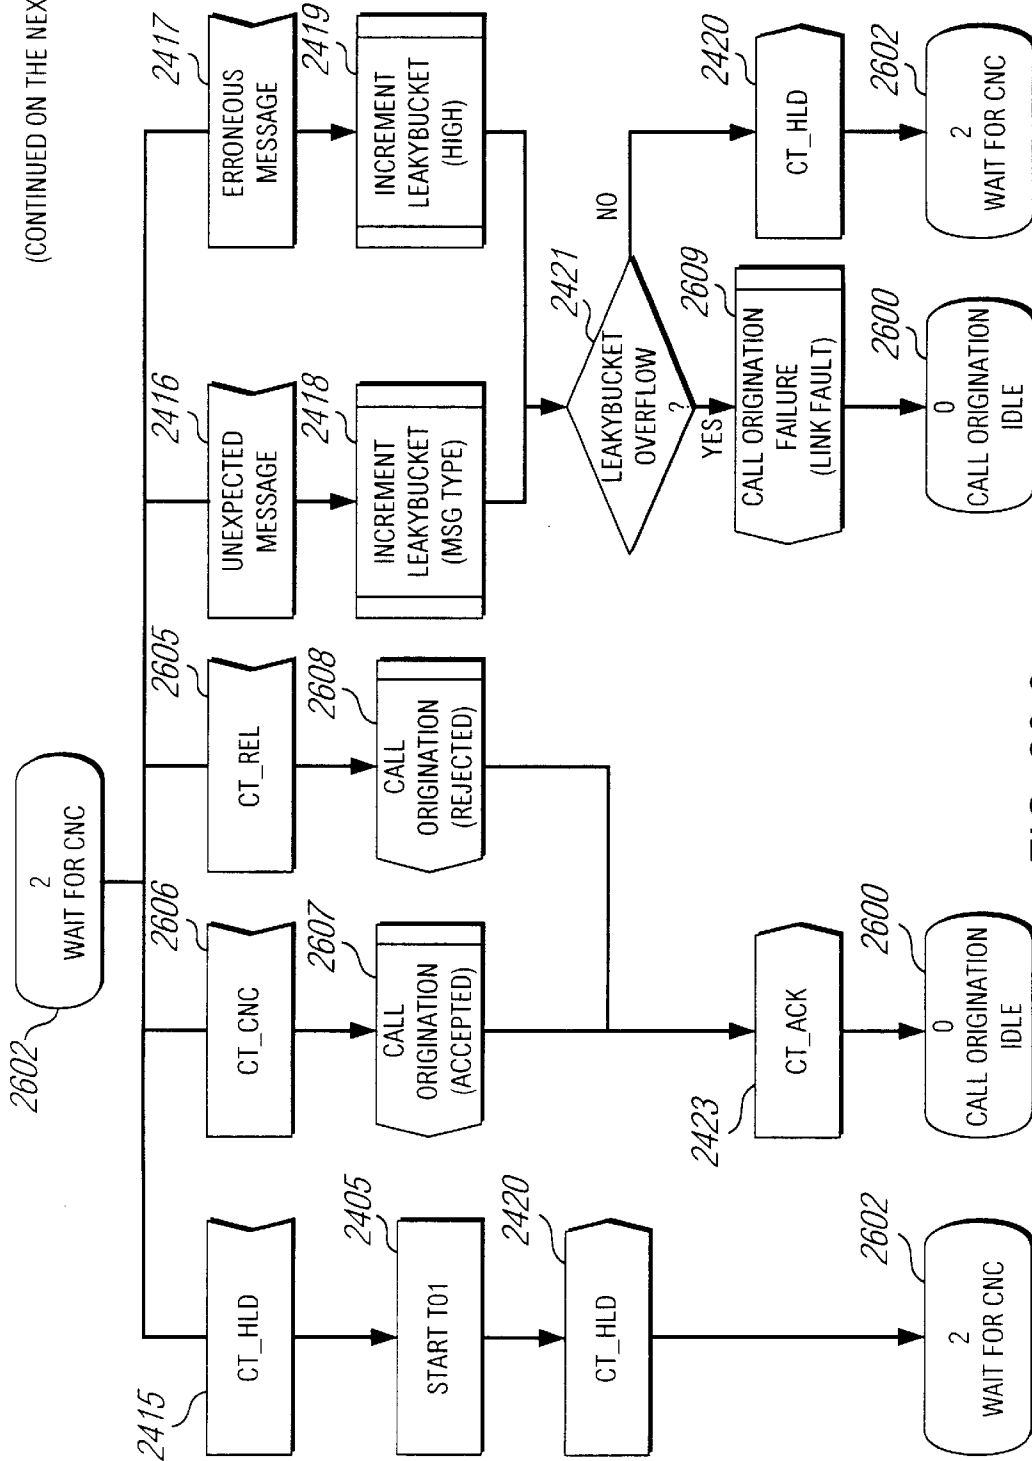 (CONTINUED ON THE NEX
2602
2
WAIT FOR CNC
2415
CT_HLD
2405
START T01
2420
CT_HLD
2602
2
WAIT FOR CNC
2606
CT_CNC
2607
CALL
ORIGINATION
(ACCEPTED)
2605
CT_REL
2608
CALL
ORIGINATION
(REJECTED)
2423
CT_ACK
2600
0
CALL ORIGINATION
IDLE
2416
UNEXPECTED
MESSAGE
2418
INCREMENT
LEAKYBUCKET
(MSG TYPE)
2417
ERRONEOUS
MESSAGE
2419
INCREMENT
LEAKYBUCKET
(HIGH)
2421
LEAKYBUCKET
OVERFLOW
?
YES
NO
2609
CALL ORIGINATION
FAILURE
(LINK FAULT)
2600
0
CALL ORIGINATION
IDLE
2420
CT_HLD
2602
2
WAIT FOR CNC